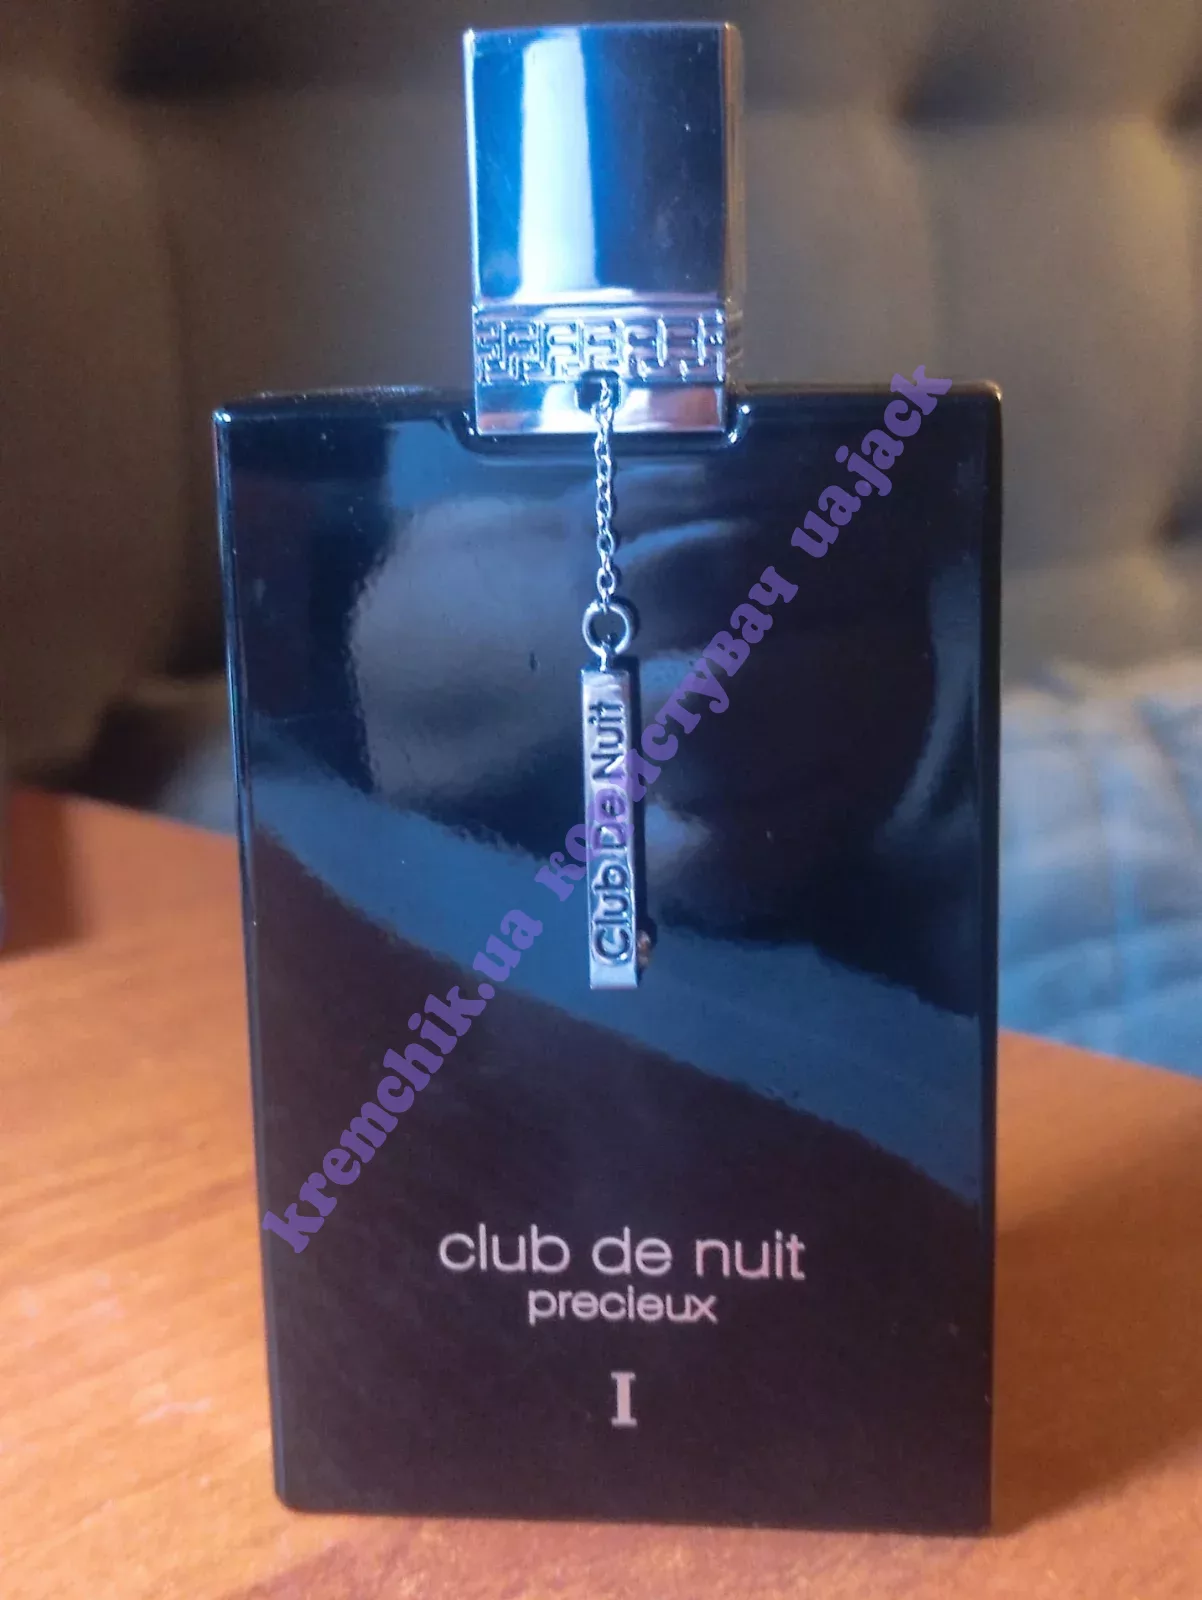 Club De Nuit
kremchik.ua користувач ua.jack
club de nuit
precieux
I